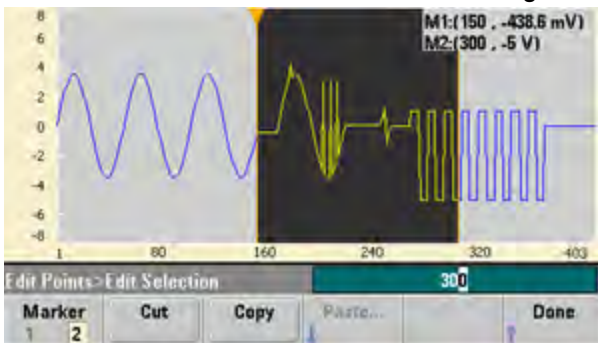 M1:(150 , -438.6 mV)
M2:(300 , -5 V)
8
6
4
2
0
-2
-4
-6
-8
1 80 160 240 320 403
Edit Points>Edit Selection 300
Marker Cut Copy Paste... Done
1 2